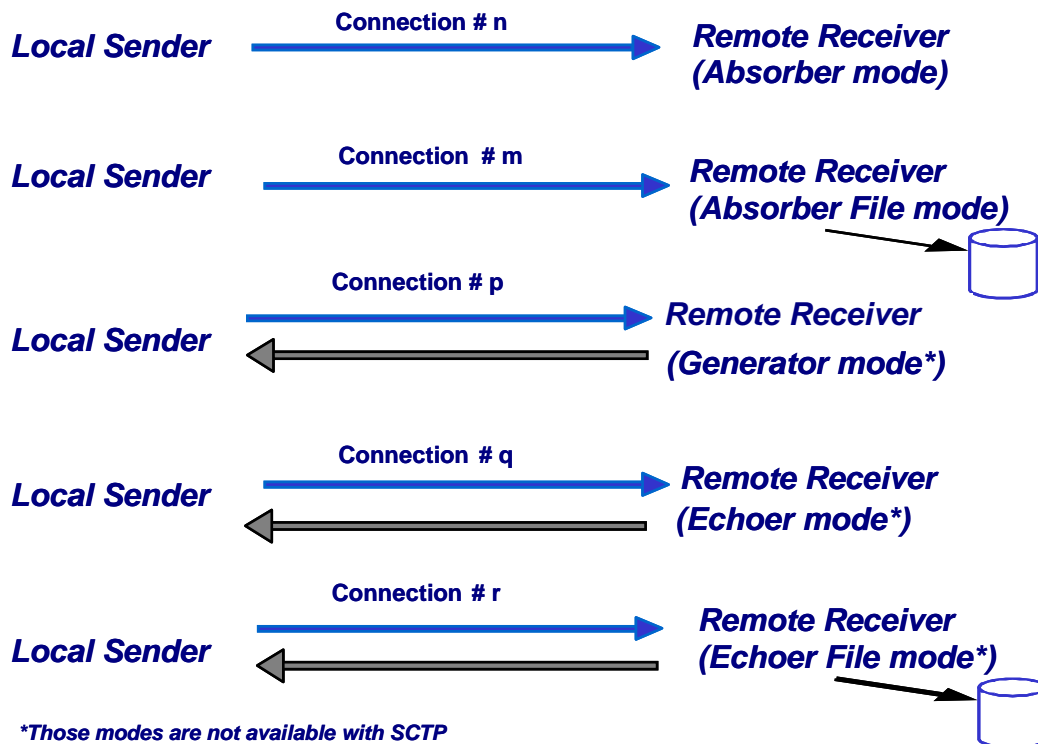 Connection # n
Local Sender
Remote Receiver
(Absorber mode)
Connection # m
Local Sender
Remote Receiver
(Absorber File mode)
Connection # p
Local Sender
Remote Receiver
(Generator mode*)
Connection # q
Local Sender
Remote Receiver
(Echoer mode*)
Connection # r
Local Sender
Remote Receiver
(Echoer File mode*)
*Those modes are not available with SCTP